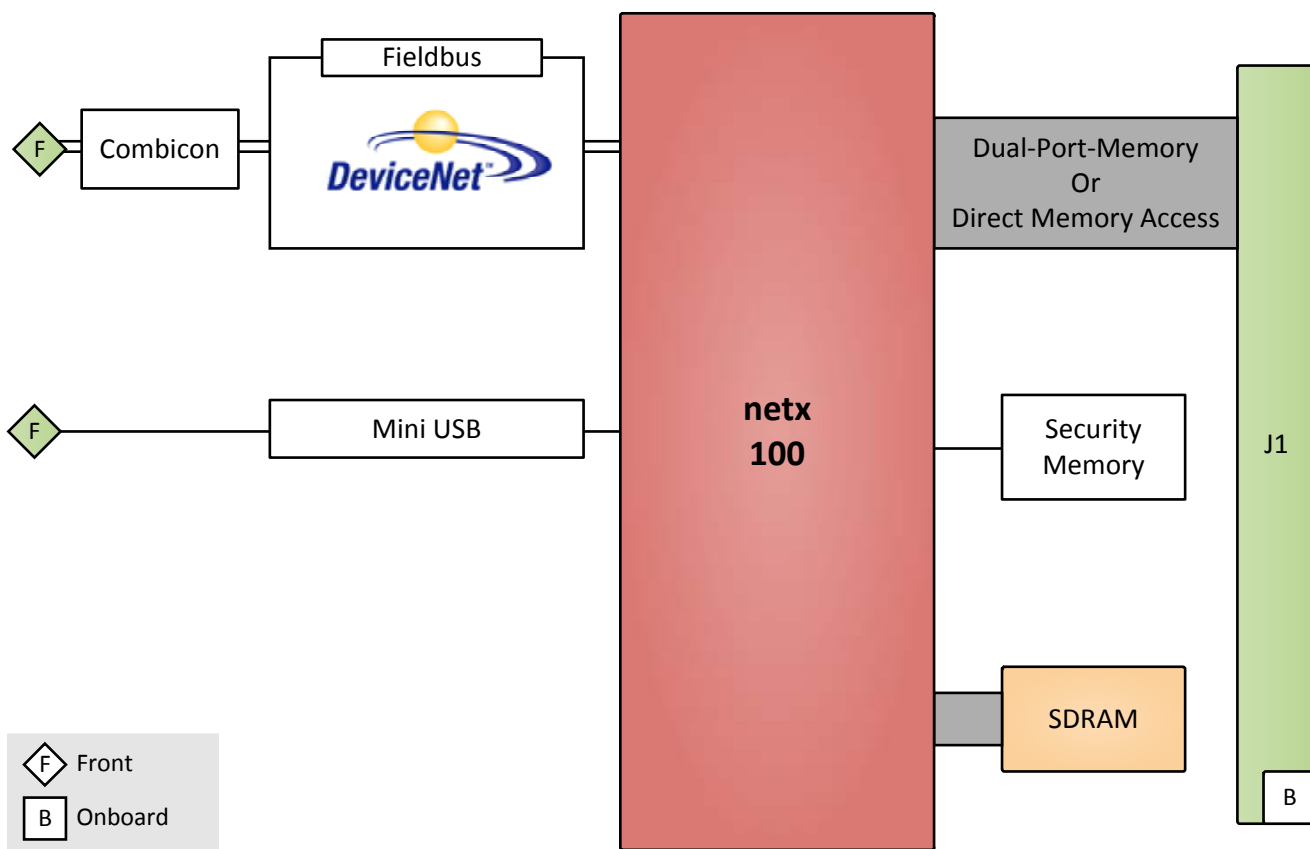 Fieldbus
F
Combicon
DeviceNet™
Dual-Port-Memory
Or
Direct Memory Access
F
Mini USB
netx
100
Security
Memory
J1
SDRAM
F Front
B Onboard
B